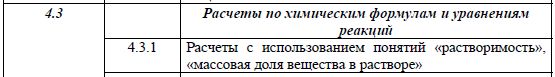 4.3 Расчеты по химическим формулам и уравнениям
реакций
4.3.1 Расчеты с использованием понятий «растворимость»,
«массовая доля вещества в растворе»